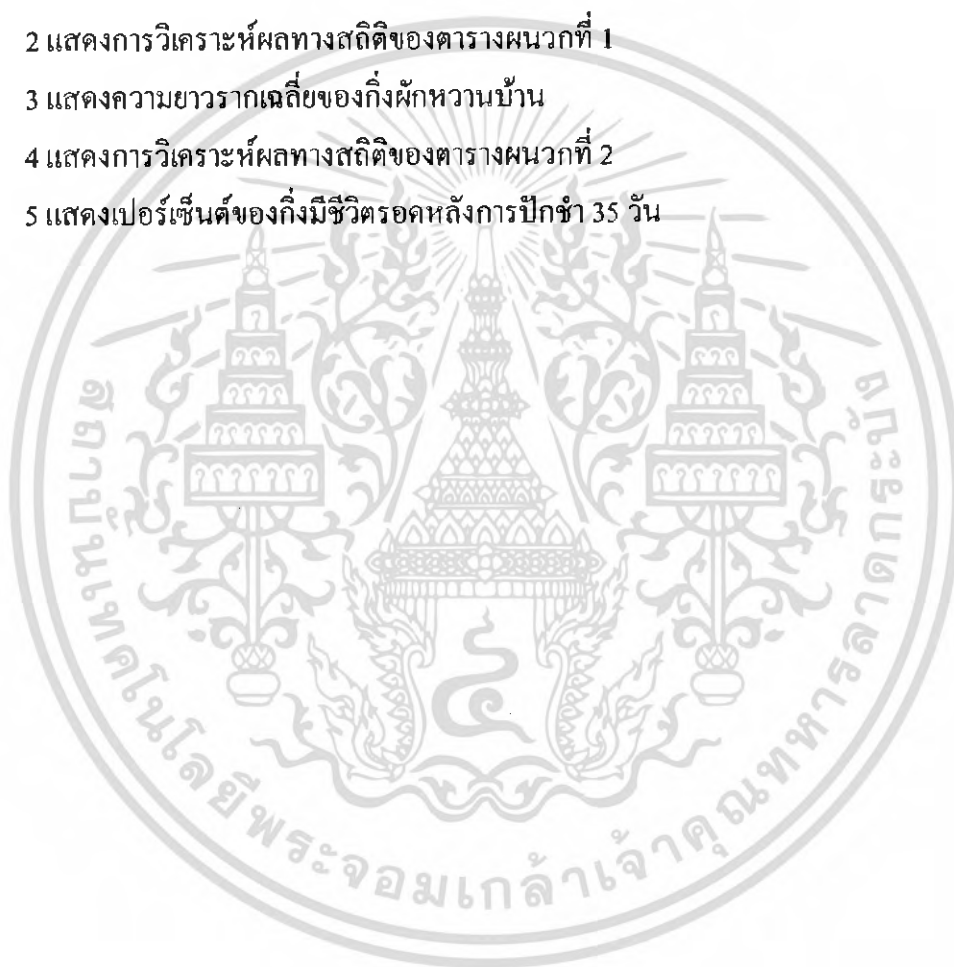 2 แสดงการวิเคราะห์ผลทางสถิติของตารางผนวกที่ 1
3 แสดงความยาวรากเฉลี่ยของกิ่งผักหวานบ้าน
4 แสดงการวิเคราะห์ผลทางสถิติของตารางผนวกที่ 2
5 แสดงเปอร์เซ็นต์ของกิ่งมีชีวิตรอดหลังการปักชำ 35 วัน
สถาบันเทคโนโลยีพระจอมเกล้าเจ้าคุณทหารลาดกระบัง